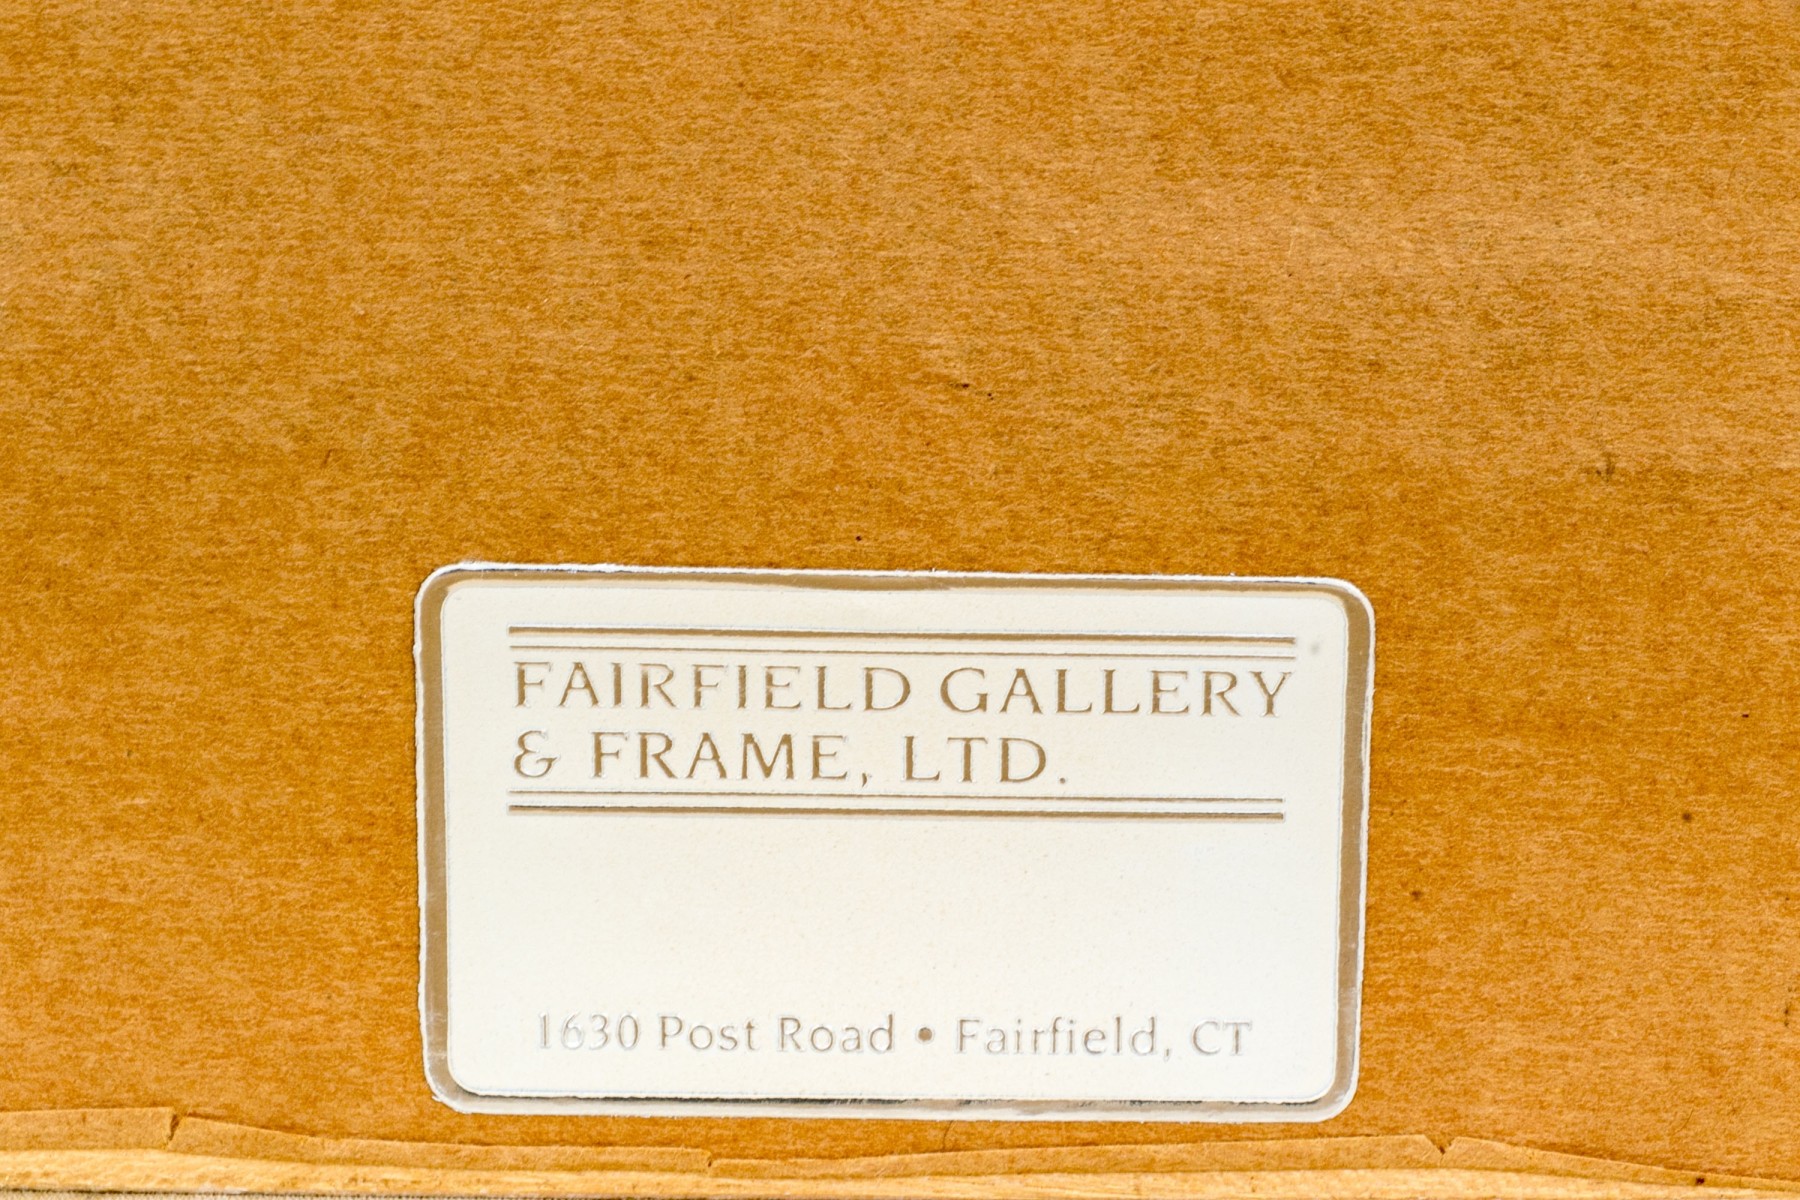 FAIRFIELD GALLERY
& FRAME, LTD.
1630 Post Road • Fairfield, CT